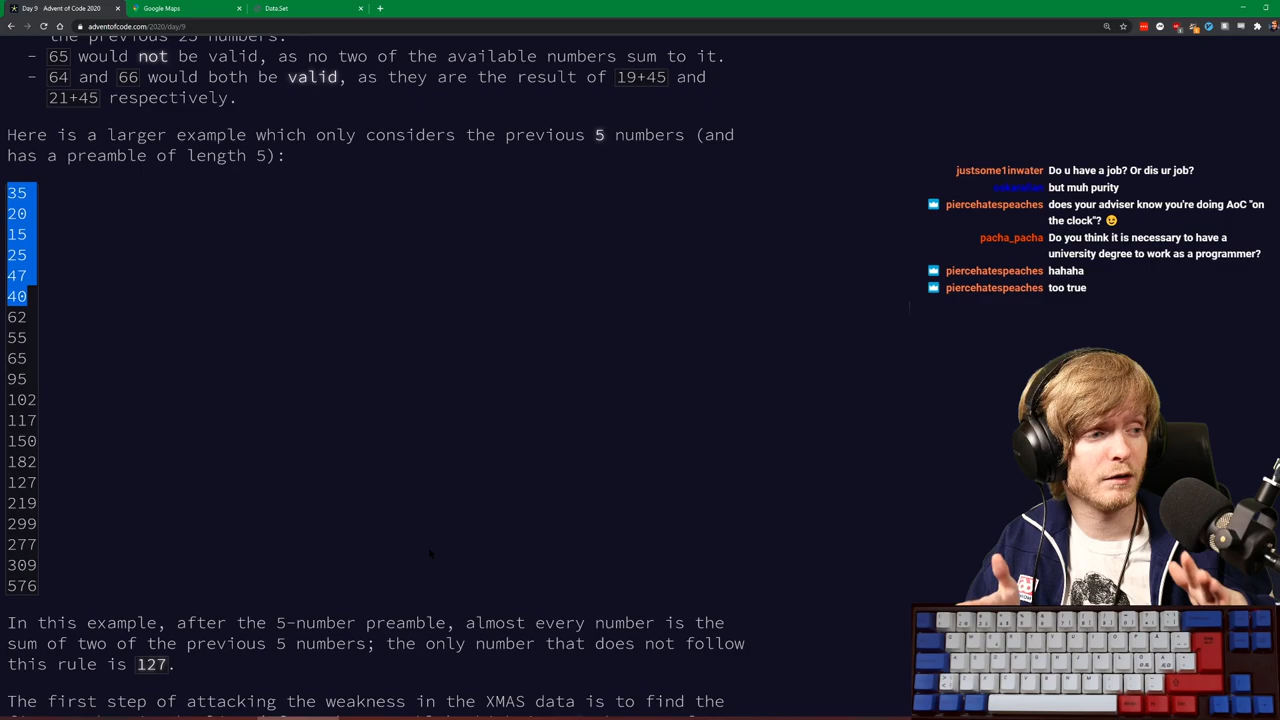 Day 9 - Advent of Code 2020
Google Maps
Data.Set
adventofcode.com/2020/day/9
the previous 25 numbers:
- 65 would not be valid, as no two of the available numbers sum to it.
- 64 and 66 would both be valid, as they are the result of 19+45 and
21+45 respectively.
Here is a larger example which only considers the previous 5 numbers (and
has a preamble of length 5):
35
20
15
25
47
40
62
55
65
95
102
117
150
182
127
219
299
277
309
576
In this example, after the 5-number preamble, almost every number is the
sum of two of the previous 5 numbers; the only number that does not follow
this rule is 127.
The first step of attacking the weakness in the XMAS data is to find the
justsome1inwater Do u have a job? Or dis ur job?
but muh purity
piercehatespeaches does your adviser know you're doing AoC "on
the clock"? 😉
pacha_pacha Do you think it is necessary to have a
university degree to work as a programmer?
piercehatespeaches hahaha
piercehatespeaches too true